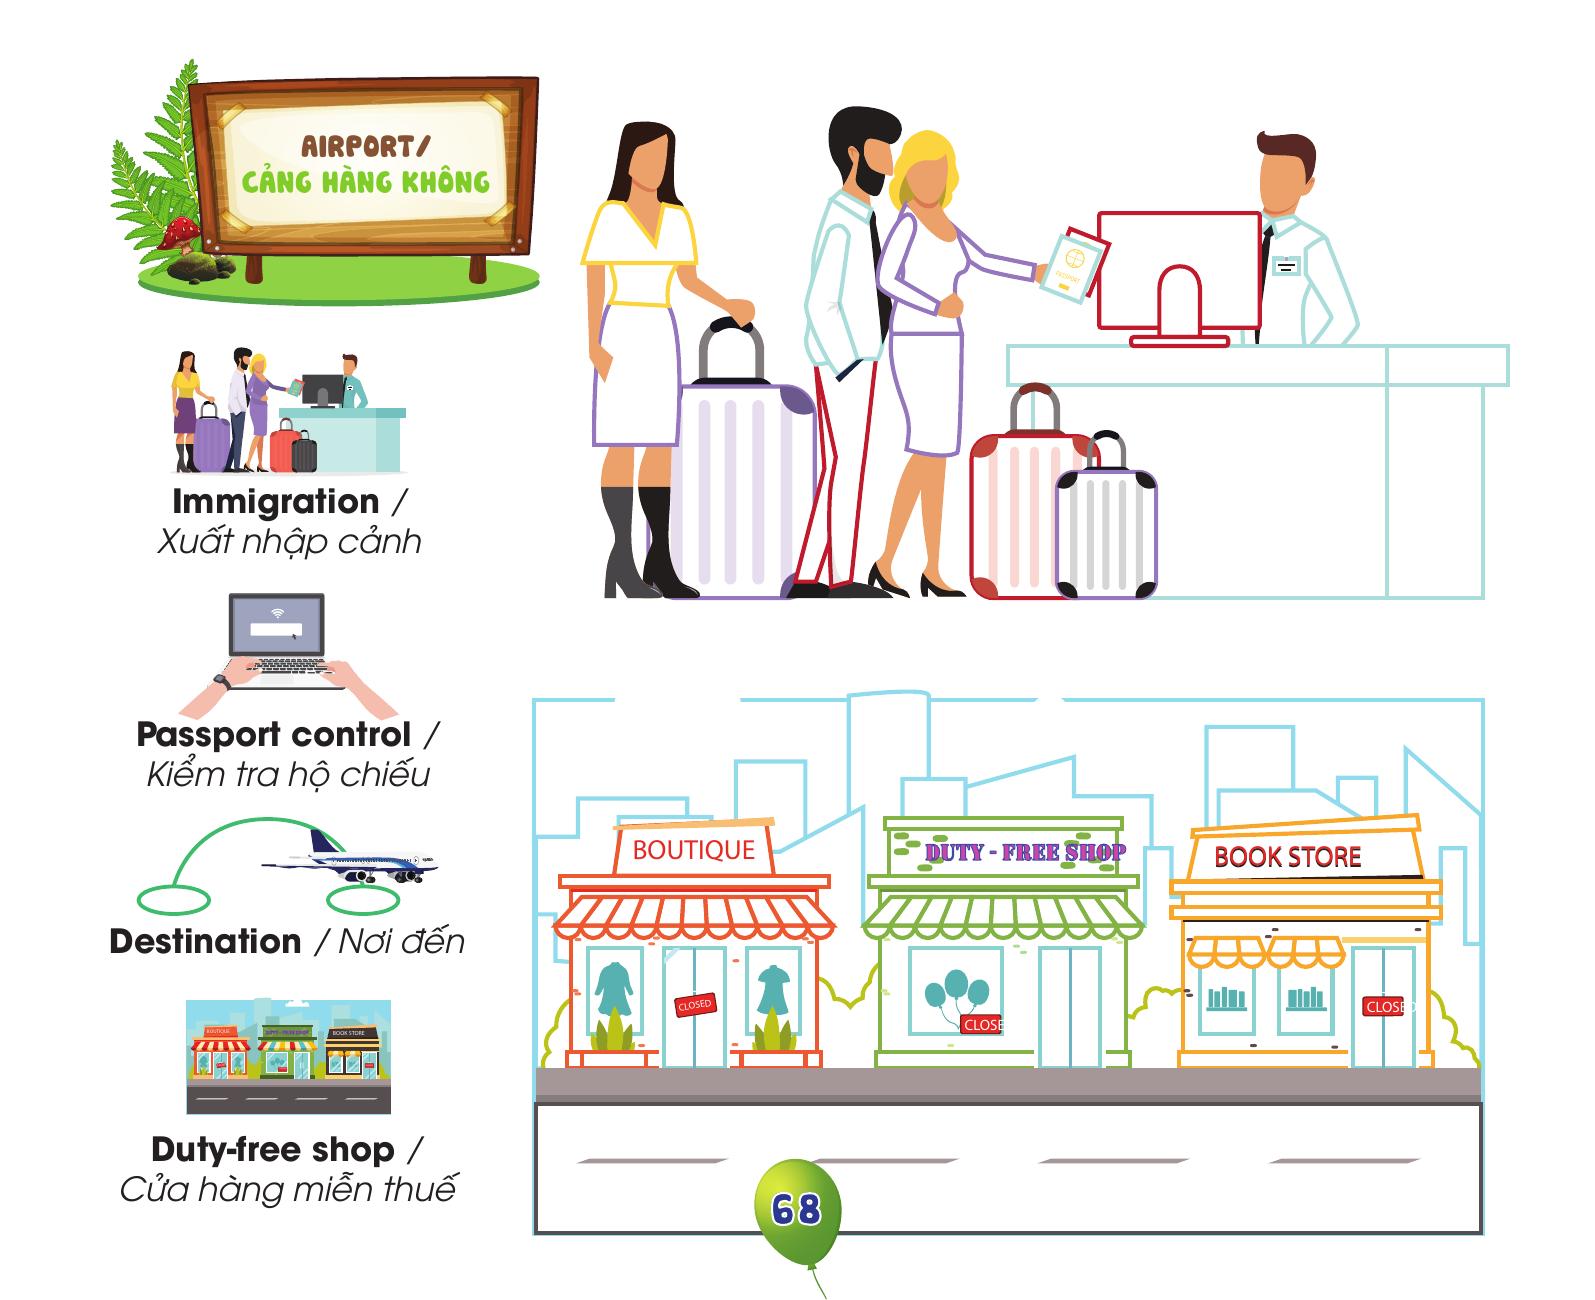 AIRPORT/
CẢNG HÀNG KHÔNG
Immigration /
Xuất nhập cảnh
Passport control /
Kiểm tra hộ chiếu
Destination / Nơi đến
BOUTIQUE
DUTY - FREE SHOP
BOOK STORE
Duty-free shop /
Cửa hàng miễn thuế
PASSPORT
BOUTIQUE
DUTY - FREE SHOP
BOOK STORE
CLOSED
CLOSE
CLOSED
68